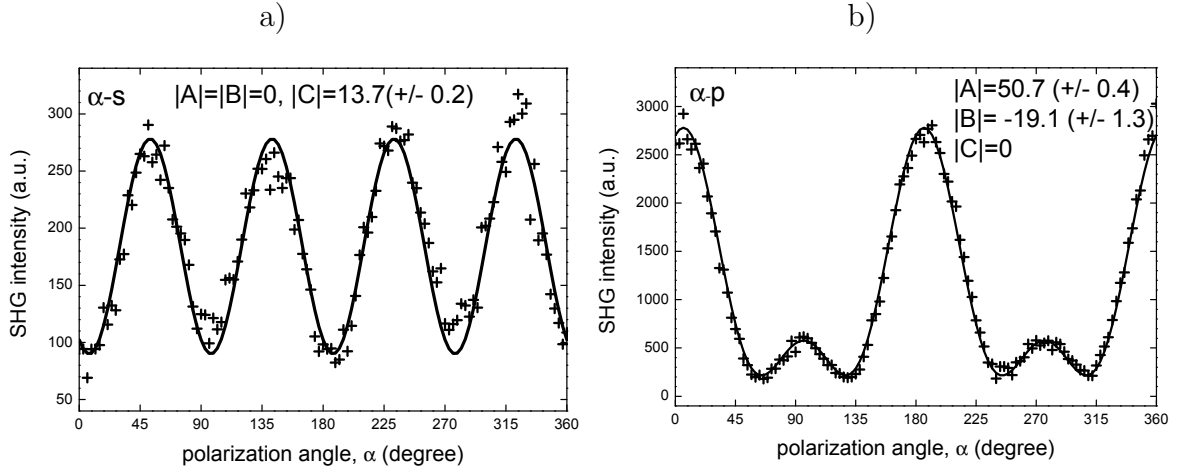 a)
α-s
|A|=|B|=0, |C|=13.7(+/- 0.2)
SHG intensity (a.u.)
300
250
200
150
100
50
0 45 90 135 180 225 270 315 360
polarization angle, α (degree)
b)
α-p
|A|=50.7 (+/- 0.4)
|B|= -19.1 (+/- 1.3)
|C|=0
SHG intensity (a.u.)
3000
2500
2000
1500
1000
500
0
0 45 90 135 180 225 270 315 360
polarization angle, α (degree)